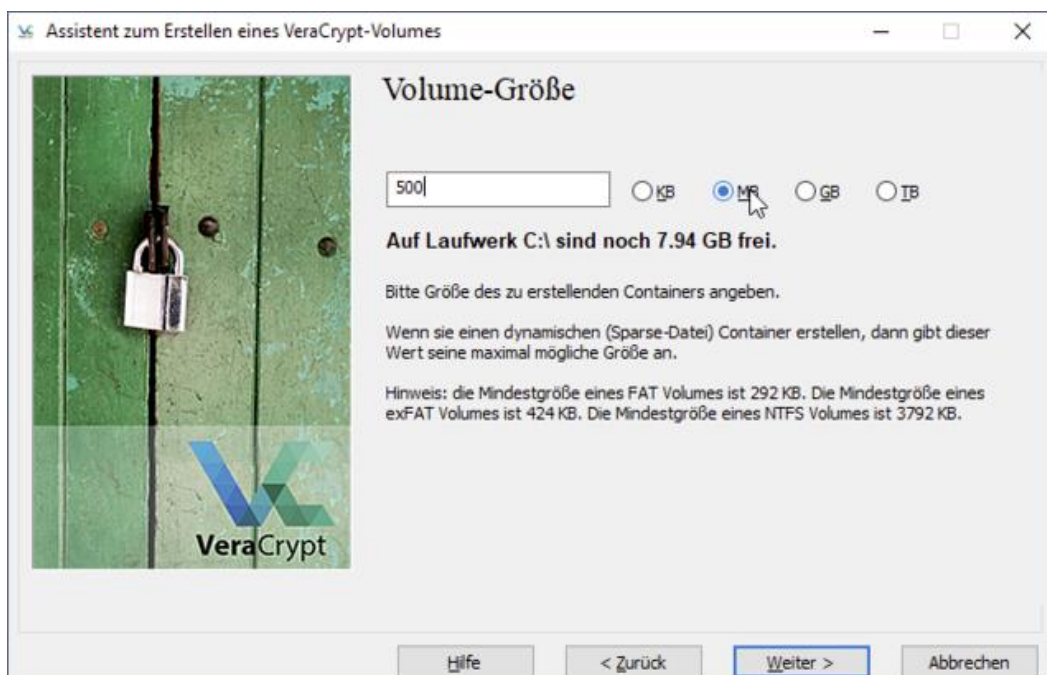 Assistent zum Erstellen eines VeraCrypt-Volumes
Volume-Größe
500
KB MB GB TB
Auf Laufwerk C:\ sind noch 7.94 GB frei.
Bitte Größe des zu erstellenden Containers angeben.
Wenn sie einen dynamischen (Sparse-Datei) Container erstellen, dann gibt dieser
Wert seine maximal mögliche Größe an.
Hinweis: die Mindestgröße eines FAT Volumes ist 292 KB. Die Mindestgröße eines
exFAT Volumes ist 424 KB. Die Mindestgröße eines NTFS Volumes ist 3792 KB.
VeraCrypt
Hilfe < Zurück Weiter > Abbrechen